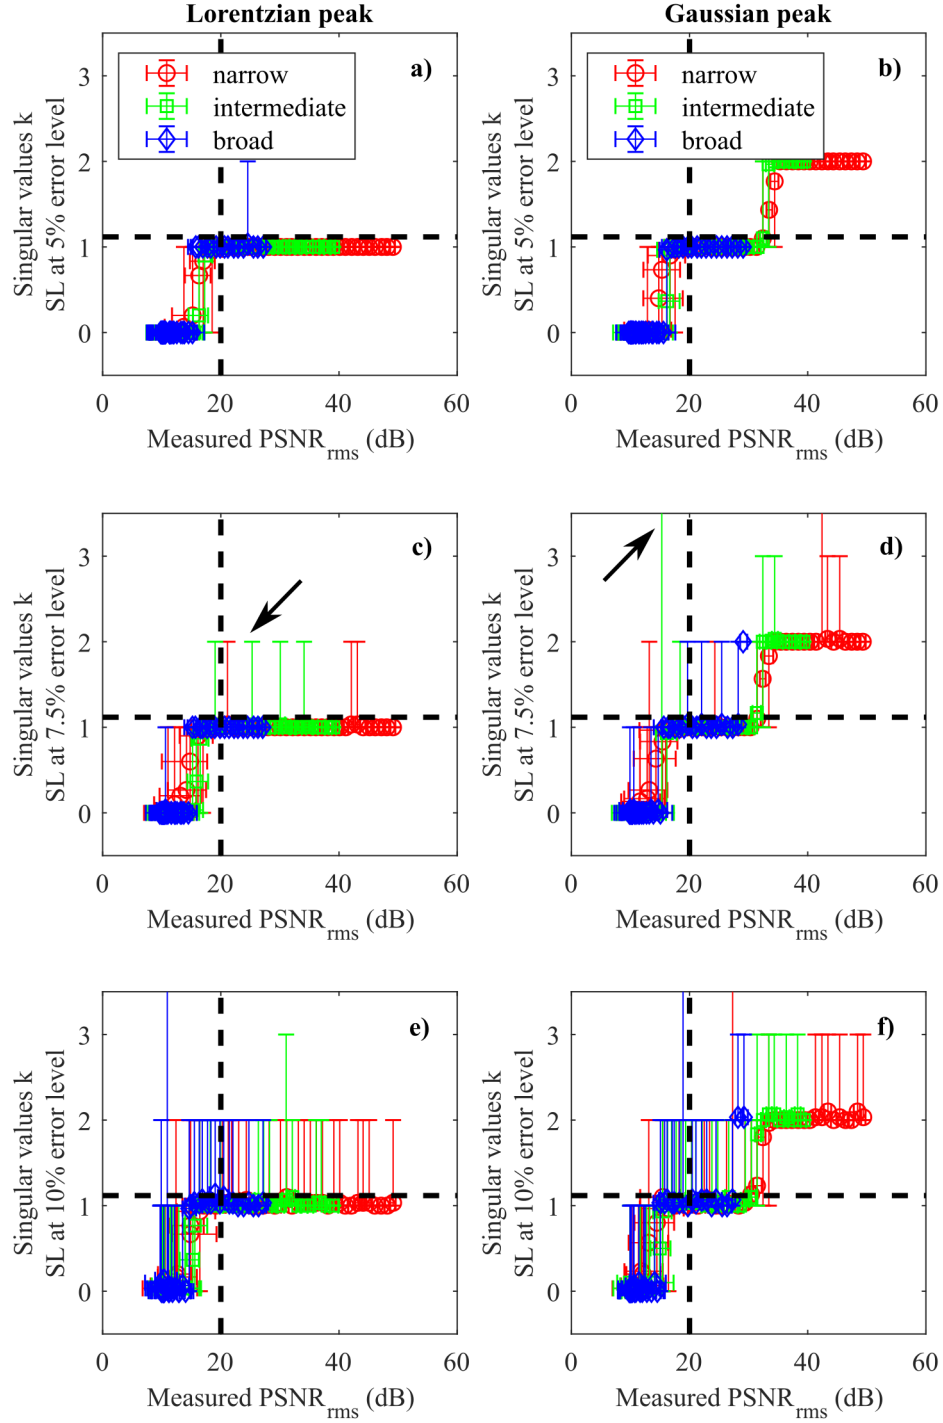 Lorentzian peak
Gaussian peak
a)
narrow
intermediate
broad
3
2
1
0
Singular values k
SL at 5% error level
0 20 40 60
Measured PSNRrms (dB)
b)
narrow
intermediate
broad
3
2
1
0
Singular values k
SL at 5% error level
0 20 40 60
Measured PSNRrms (dB)
c)
3
2
1
0
Singular values k
SL at 7.5% error level
0 20 40 60
Measured PSNRrms (dB)
d)
3
2
1
0
Singular values k
SL at 7.5% error level
0 20 40 60
Measured PSNRrms (dB)
e)
3
2
1
0
Singular values k
SL at 10% error level
0 20 40 60
Measured PSNRrms (dB)
f)
3
2
1
0
Singular values k
SL at 10% error level
0 20 40 60
Measured PSNRrms (dB)